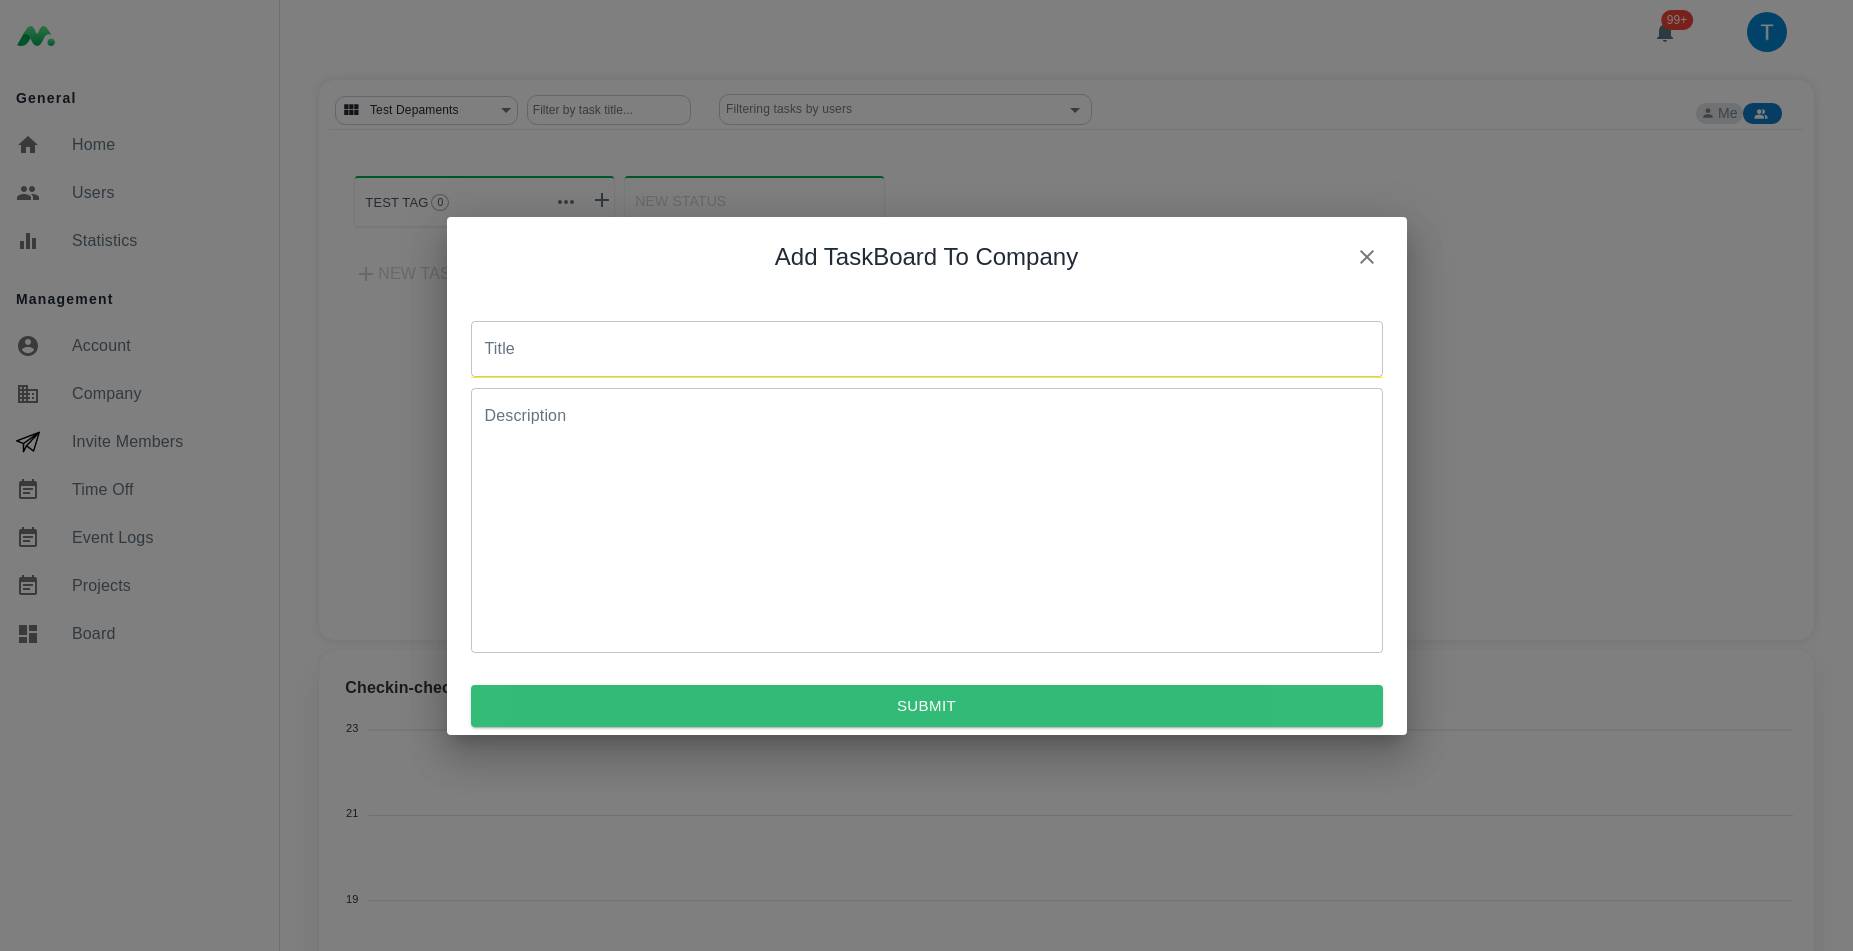 General
Home
Users
Statistics
Management
Account
Company
Invite Members
Time Off
Event Logs
Projects
Board
99+
T
Test Depaments
Filter by task title...
Filtering tasks by users
Me
TEST TAG 0
NEW STATUS
NEW TAS
Add TaskBoard To Company
Title
Description
SUBMIT
Checkin-chec
23
21
19